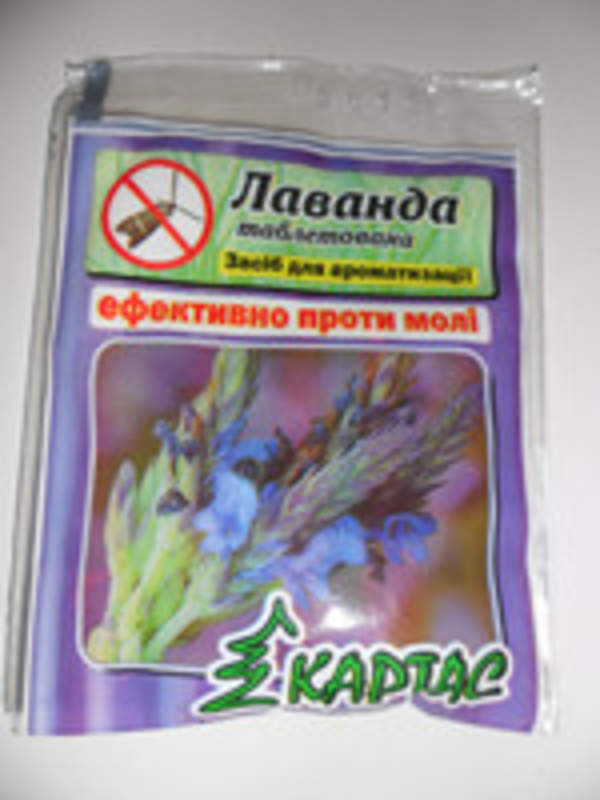 Лаванда
таблетована
Засіб для ароматизації
ефективно проти молі
КАРТАС